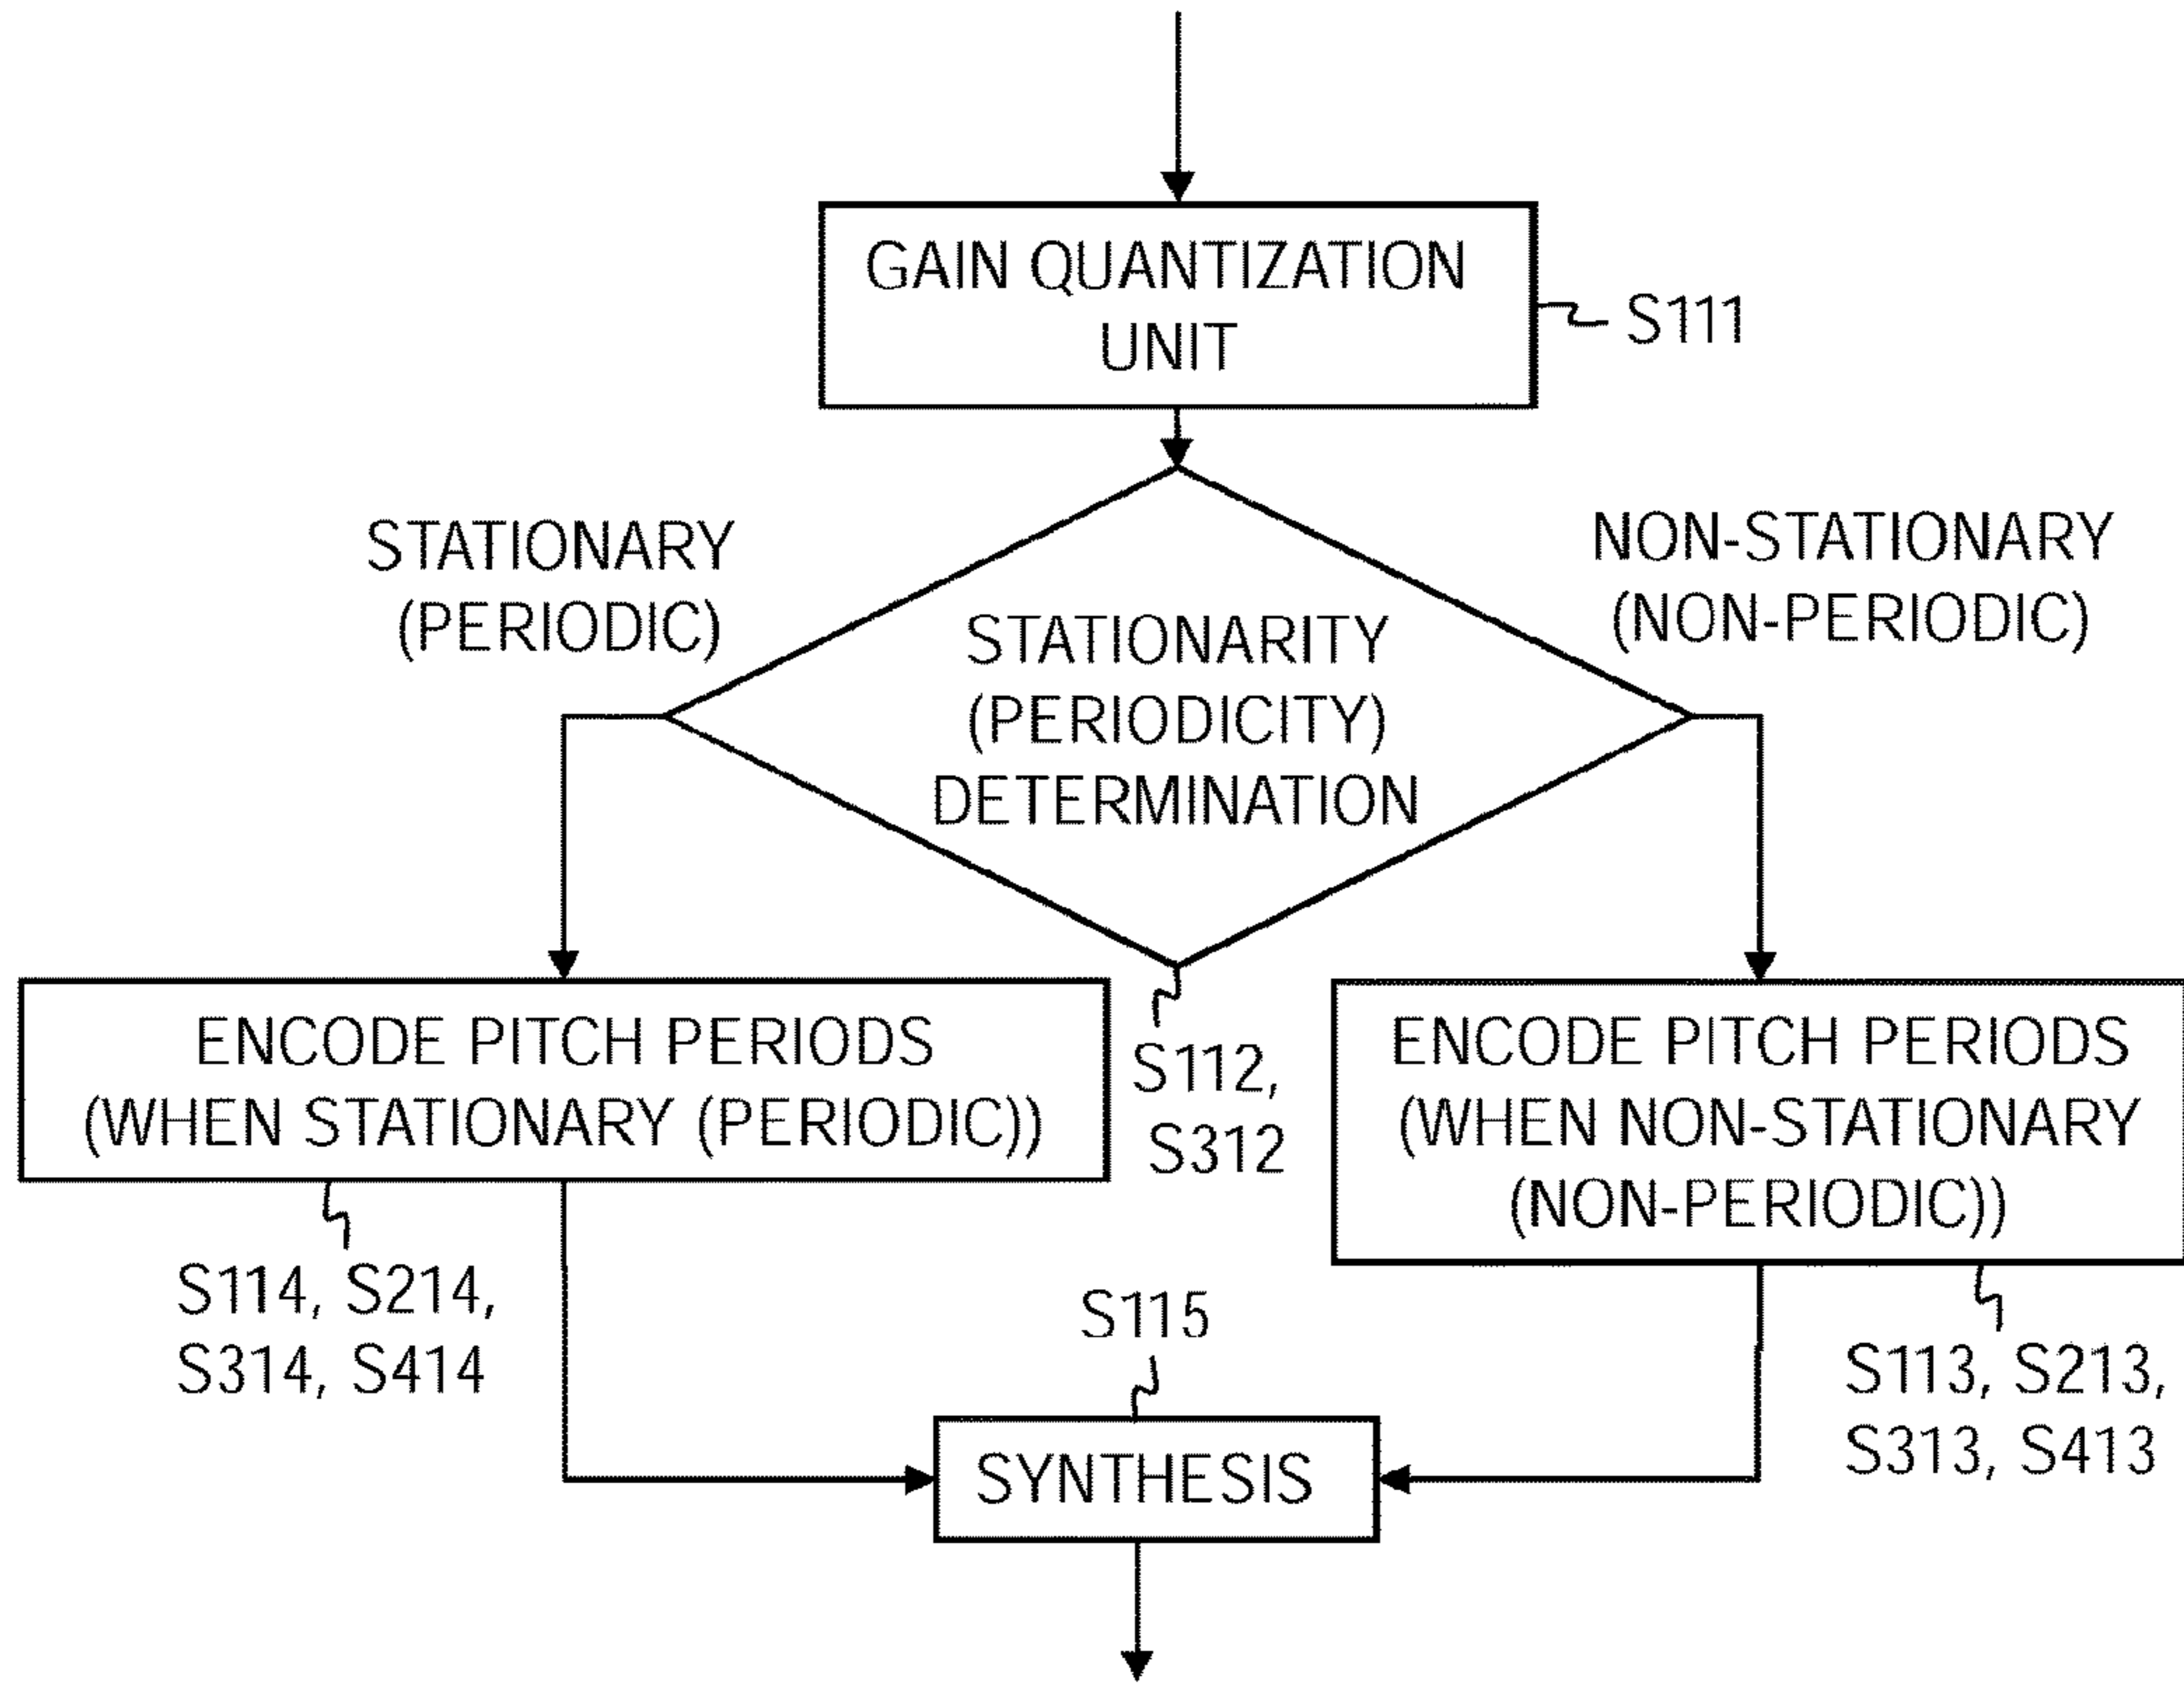 GAIN QUANTIZATION
UNIT
S111
STATIONARY
(PERIODIC)
NON-STATIONARY
(NON-PERIODIC)
STATIONARITY
(PERIODICITY)
DETERMINATION
S112,
S312
ENCODE PITCH PERIODS
(WHEN STATIONARY (PERIODIC))
S114, S214,
S314, S414
ENCODE PITCH PERIODS
(WHEN NON-STATIONARY
(NON-PERIODIC))
S113, S213,
S313, S413
S115
SYNTHESIS